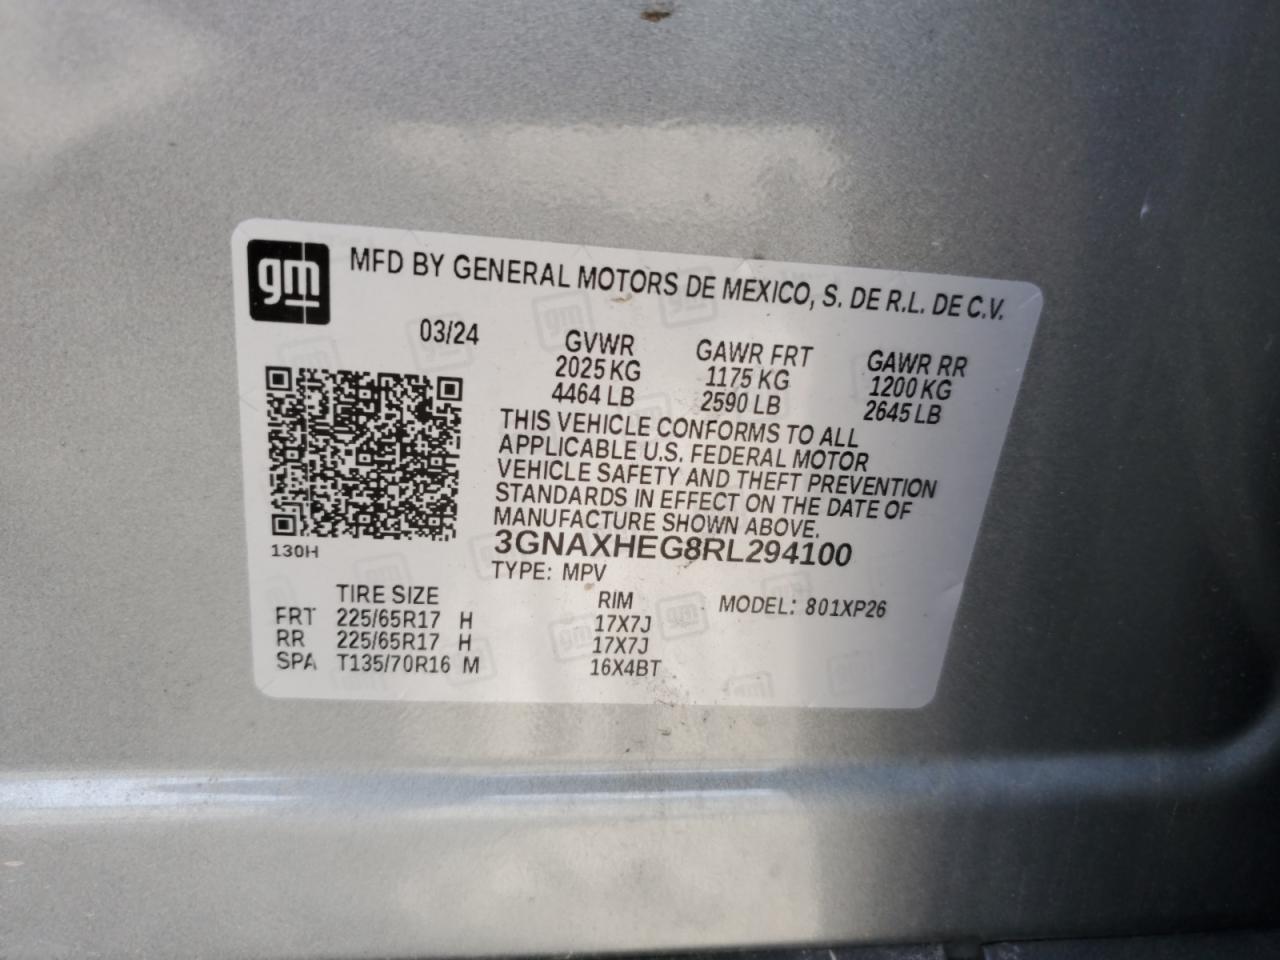 gm
MFD BY GENERAL MOTORS DE MEXICO, S. DE R.L. DE C.V.
03/24 GVWR GAWR FRT GAWR RR
2025 KG 1175 KG 1200 KG
4464 LB 2590 LB 2645 LB
THIS VEHICLE CONFORMS TO ALL
APPLICABLE U.S. FEDERAL MOTOR
VEHICLE SAFETY AND THEFT PREVENTION
STANDARDS IN EFFECT ON THE DATE OF
MANUFACTURE SHOWN ABOVE.
130H
3GNAXHEG8RL294100
TYPE: MPV
TIRE SIZE RIM MODEL: 801XP26
FRT 225/65R17 H 17X7J
RR 225/65R17 H 17X7J
SPA T135/70R16 M 16X4BT